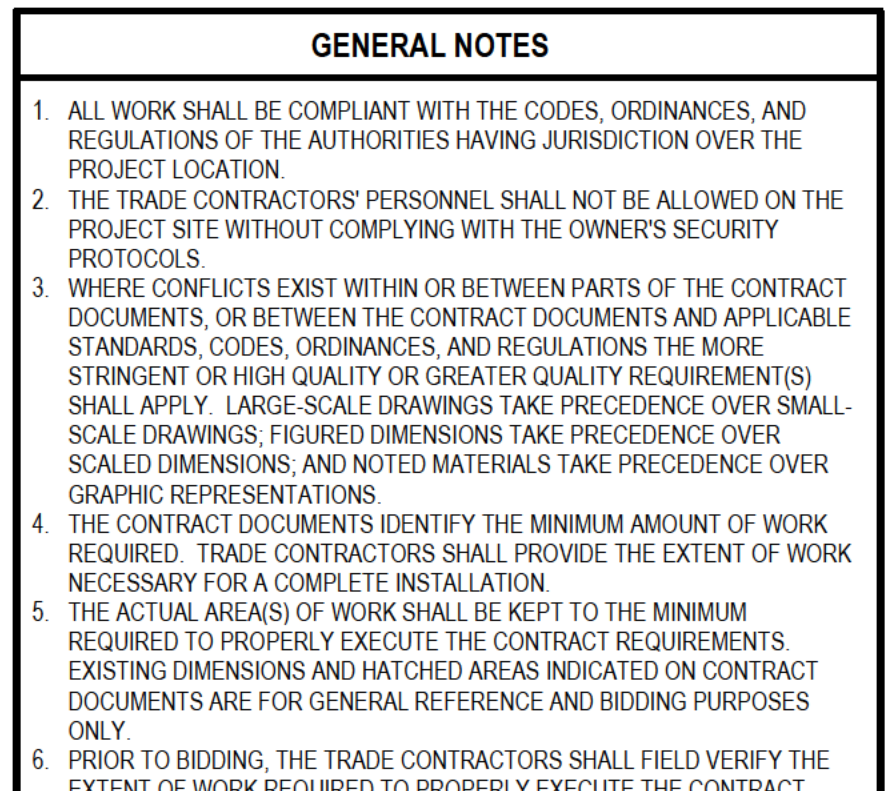 GENERAL NOTES
1. ALL WORK SHALL BE COMPLIANT WITH THE CODES, ORDINANCES, AND
REGULATIONS OF THE AUTHORITIES HAVING JURISDICTION OVER THE
PROJECT LOCATION.
2. THE TRADE CONTRACTORS' PERSONNEL SHALL NOT BE ALLOWED ON THE
PROJECT SITE WITHOUT COMPLYING WITH THE OWNER'S SECURITY
PROTOCOLS.
3. WHERE CONFLICTS EXIST WITHIN OR BETWEEN PARTS OF THE CONTRACT
DOCUMENTS, OR BETWEEN THE CONTRACT DOCUMENTS AND APPLICABLE
STANDARDS, CODES, ORDINANCES, AND REGULATIONS THE MORE
STRINGENT OR HIGH QUALITY OR GREATER QUALITY REQUIREMENT(S)
SHALL APPLY. LARGE-SCALE DRAWINGS TAKE PRECEDENCE OVER SMALL-
SCALE DRAWINGS; FIGURED DIMENSIONS TAKE PRECEDENCE OVER
SCALED DIMENSIONS; AND NOTED MATERIALS TAKE PRECEDENCE OVER
GRAPHIC REPRESENTATIONS.
4. THE CONTRACT DOCUMENTS IDENTIFY THE MINIMUM AMOUNT OF WORK
REQUIRED. TRADE CONTRACTORS SHALL PROVIDE THE EXTENT OF WORK
NECESSARY FOR A COMPLETE INSTALLATION.
5. THE ACTUAL AREA(S) OF WORK SHALL BE KEPT TO THE MINIMUM
REQUIRED TO PROPERLY EXECUTE THE CONTRACT REQUIREMENTS.
EXISTING DIMENSIONS AND HATCHED AREAS INDICATED ON CONTRACT
DOCUMENTS ARE FOR GENERAL REFERENCE AND BIDDING PURPOSES
ONLY.
6. PRIOR TO BIDDING, THE TRADE CONTRACTORS SHALL FIELD VERIFY THE
EXTENT OF WORK REQUIRED TO PROPERLY EXECUTE THE CONTRACT